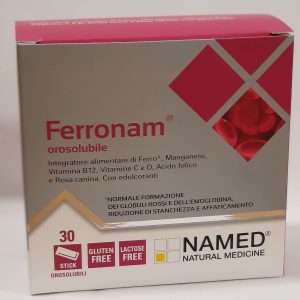 Ferronam®
orosolubile
Integratore alimentare di Ferro*, Manganese,
Vitamina B12, Vitamine C e D, Acido folico
e Rosa canina. Con edulcoranti
*NORMALE FORMAZIONE
DEI GLOBULI ROSSI E DELL'EMOGLOBINA,
RIDUZIONE DI STANCHEZZA E AFFATICAMENTO
30
STICK
OROSOLUBILI
GLUTEN
FREE
LACTOSE
FREE
NAMED®
NATURAL MEDICINE